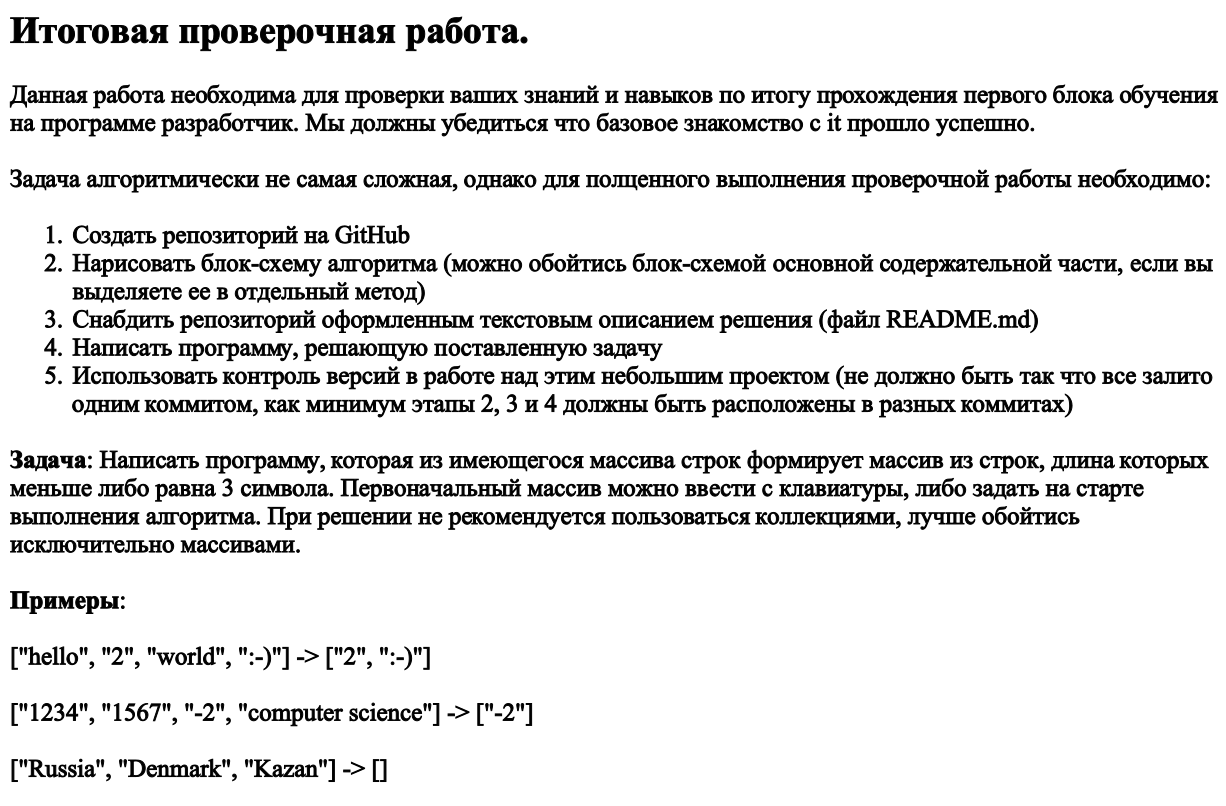 Итоговая проверочная работа.
Данная работа необходима для проверки ваших знаний и навыков по итогу прохождения первого блока обучения
на программе разработчик. Мы должны убедиться что базовое знакомство с it прошло успешно.
Задача алгоритмически не самая сложная, однако для полценного выполнения проверочной работы необходимо:
1. Создать репозиторий на GitHub
2. Нарисовать блок-схему алгоритма (можно обойтись блок-схемой основной содержательной части, если вы
выделяете ее в отдельный метод)
3. Снабдить репозиторий оформленным текстовым описанием решения (файл README.md)
4. Написать программу, решающую поставленную задачу
5. Использовать контроль версий в работе над этим небольшим проектом (не должно быть так что все залито
одним коммитом, как минимум этапы 2, 3 и 4 должны быть расположены в разных коммитах)
Задача: Написать программу, которая из имеющегося массива строк формирует массив из строк, длина которых
меньше либо равна 3 символа. Первоначальный массив можно ввести с клавиатуры, либо задать на старте
выполнения алгоритма. При решении не рекомендуется пользоваться коллекциями, лучше обойтись
исключительно массивами.
Примеры:
["hello", "2", "world", ":-)"] -> ["2", ":-)"]
["1234", "1567", "-2", "computer science"] -> ["-2"]
["Russia", "Denmark", "Kazan"] -> []